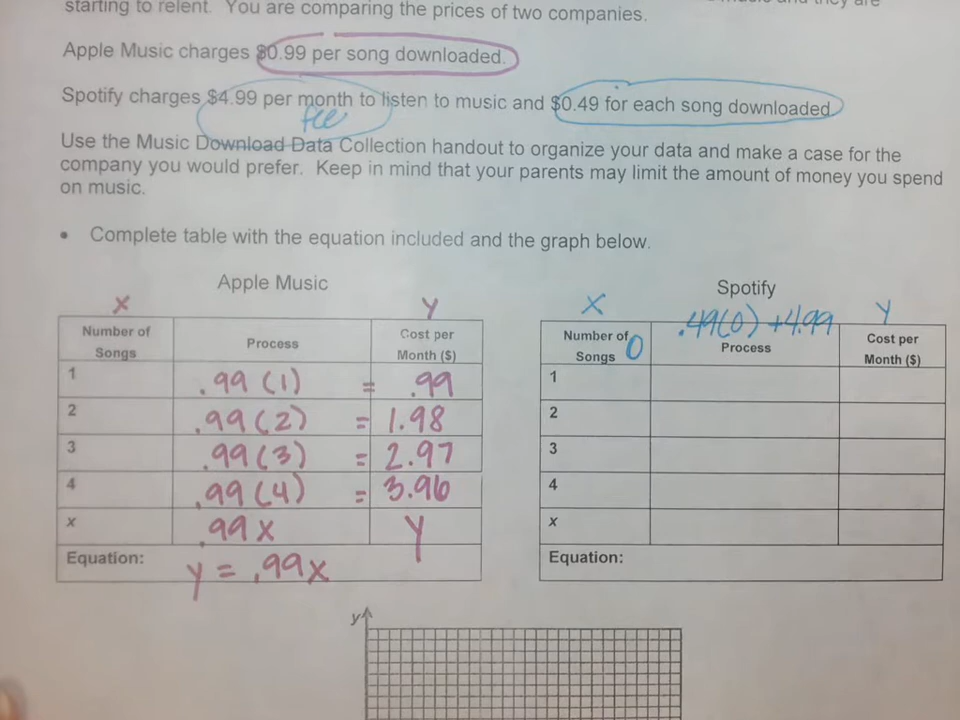 starting to relent. You are comparing the prices of two companies.
Apple Music charges $0.99 per song downloaded.
Spotify charges $4.99 per month to listen to music and $0.49 for each song downloaded.
fee
Use the Music Download Data Collection handout to organize your data and make a case for the
company you would prefer. Keep in mind that your parents may limit the amount of money you spend
on music.
• Complete table with the equation included and the graph below.
Apple Music
X Y
Number of Songs Process Cost per Month ($)
1 .99 (1) = .99
2 .99 (2) = 1.98
3 .99 (3) = 2.97
4 .99 (4) = 3.96
x .99x Y
Equation: y = .99x
Spotify
X .49(0) + 4.99 Y
Number of Songs 0 Process Cost per Month ($)
1
2
3
4
x
Equation:
y